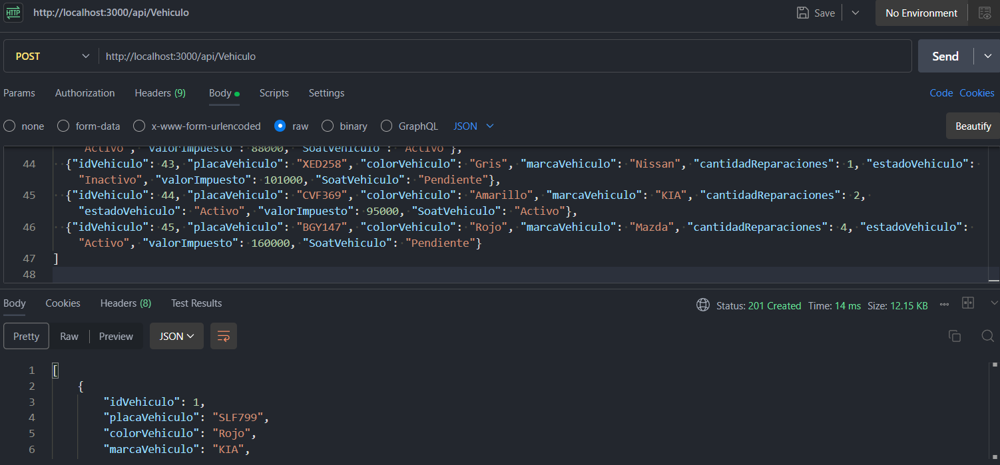 HTTP http://localhost:3000/api/Vehiculo Save No Environment
POST http://localhost:3000/api/Vehiculo Send
Params Authorization Headers (9) Body Scripts Settings Code Cookies
none form-data x-www-form-urlencoded raw binary GraphQL JSON Beautify
"Activo", "valorImpuesto": 88000, "SoatVehiculo": "Activo"},
44 {"idVehiculo": 43, "placaVehiculo": "XED258", "colorVehiculo": "Gris", "marcaVehiculo": "Nissan", "cantidadReparaciones": 1, "estadoVehiculo":
"Inactivo", "valorImpuesto": 101000, "SoatVehiculo": "Pendiente"},
45 {"idVehiculo": 44, "placaVehiculo": "CVF369", "colorVehiculo": "Amarillo", "marcaVehiculo": "KIA", "cantidadReparaciones": 2,
"estadoVehiculo": "Activo", "valorImpuesto": 95000, "SoatVehiculo": "Activo"},
46 {"idVehiculo": 45, "placaVehiculo": "BGY147", "colorVehiculo": "Rojo", "marcaVehiculo": "Mazda", "cantidadReparaciones": 4, "estadoVehiculo":
"Activo", "valorImpuesto": 160000, "SoatVehiculo": "Pendiente"}
47 ]
48
Body Cookies Headers (8) Test Results Status: 201 Created Time: 14 ms Size: 12.15 KB
Pretty Raw Preview JSON
1 [
2 {
3 "idVehiculo": 1,
4 "placaVehiculo": "SLF799",
5 "colorVehiculo": "Rojo",
6 "marcaVehiculo": "KIA",